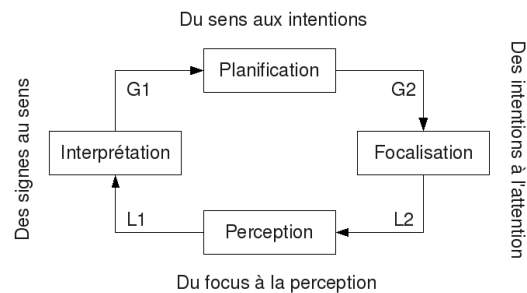 Du sens aux intentions
Planification
G1
G2
Des signes au sens
Interprétation
Focalisation
Des intentions à l'attention
L1
L2
Perception
Du focus à la perception